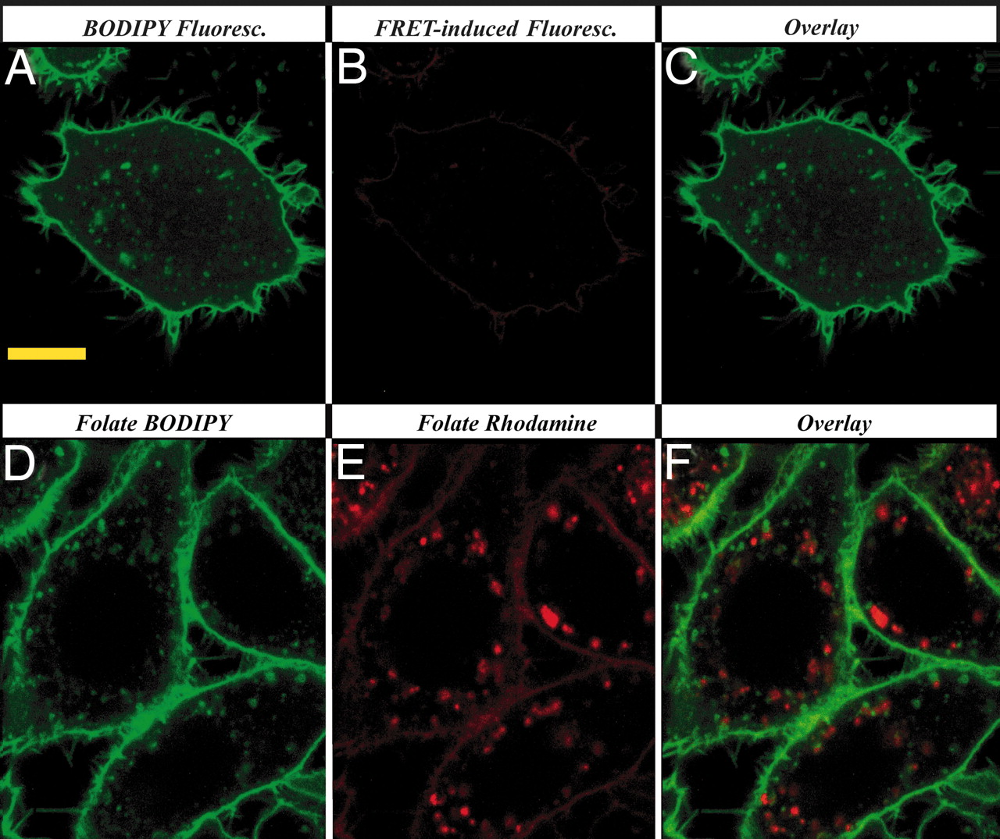 BODIPY Fluoresc.
FRET-induced Fluoresc.
Overlay
A
B
C
Folate BODIPY
Folate Rhodamine
Overlay
D
E
F